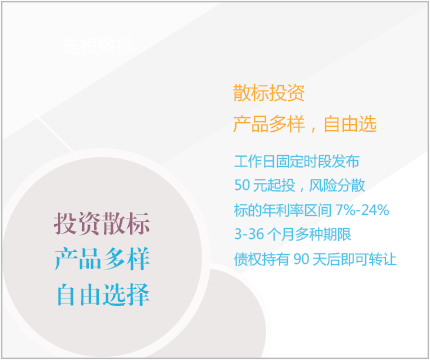 在投散标
散标投资
产品多样，自由选
工作日固定时段发布
50 元起投，风险分散
标的年利率区间 7%-24%
3-36 个月多种期限
债权持有 90 天后即可转让
投资散标
产品多样
自由选择